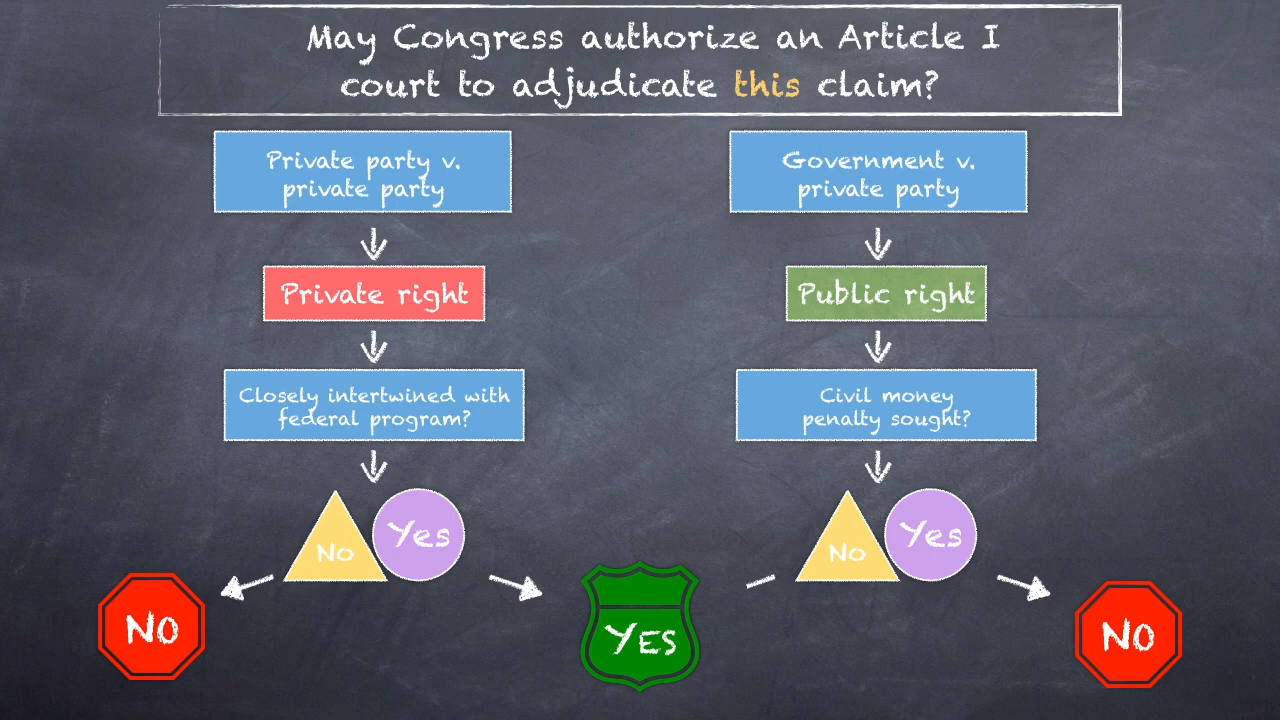 May Congress authorize an Article I
court to adjudicate this claim?
Private party v.
private party
Private right
Closely intertwined with
federal program?
No
Yes
Government v.
private party
Public right
Civil money
penalty sought?
No
Yes
NO
YES
NO